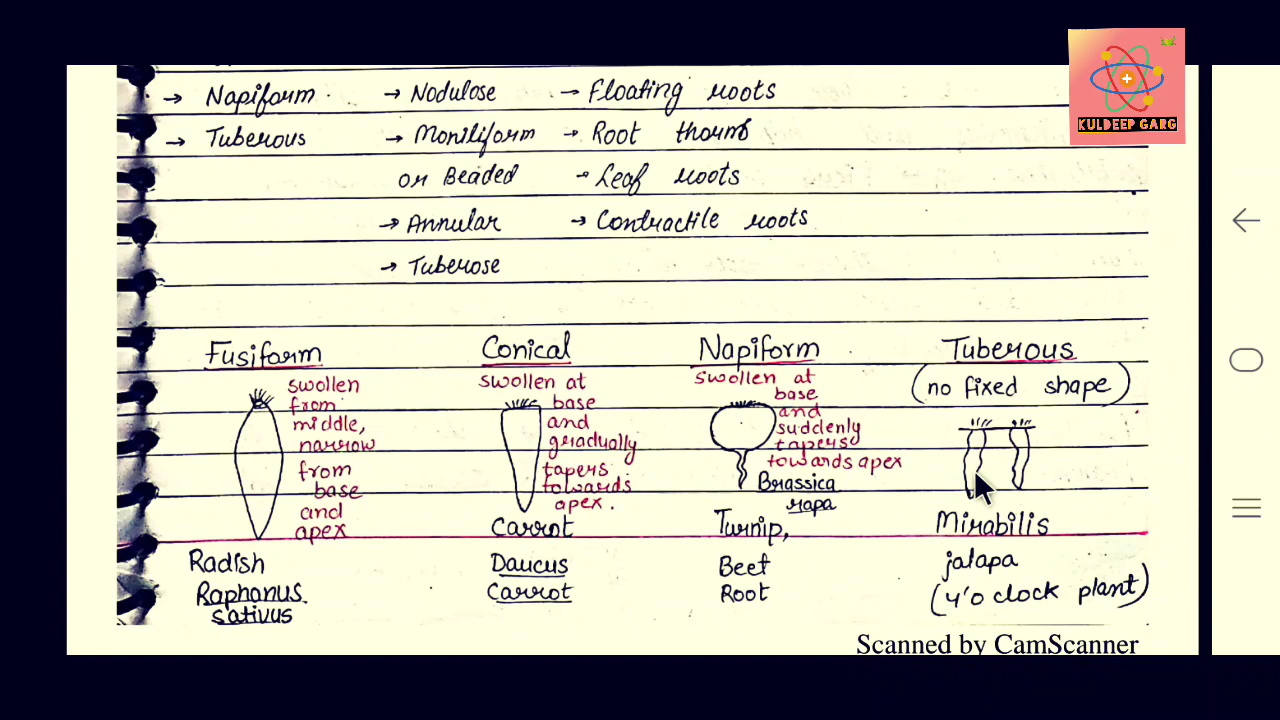 → Napiform → Nodulose → Floating roots
→ Tuberous → Moniliform → Root thorns
or Beaded → Leaf roots
→ Annular → Contractile roots
→ Tuberose
Fusiform
swollen
from
middle,
narrow
from
base
and
apex
Radish
Raphanus
sativus
Conical
swollen at
base
and
gradually
tapers
towards
apex.
Carrot
Daucus
Carrot
Napiform
swollen at
base
and
suddenly
tapers
towards apex
Brassica
rapa
Turnip,
Beet
Root
Tuberous
(no fixed shape)
Mirabilis
jalapa
(4'o clock plant)
KULDEEP GARG
Scanned by CamScanner